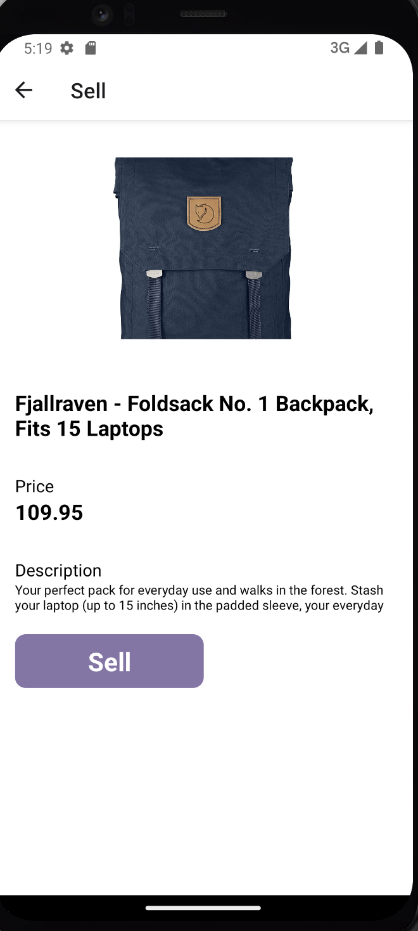 5:19 3G
Sell
Fjallraven - Foldsack No. 1 Backpack,
Fits 15 Laptops
Price
109.95
Description
Your perfect pack for everyday use and walks in the forest. Stash
your laptop (up to 15 inches) in the padded sleeve, your everyday
Sell